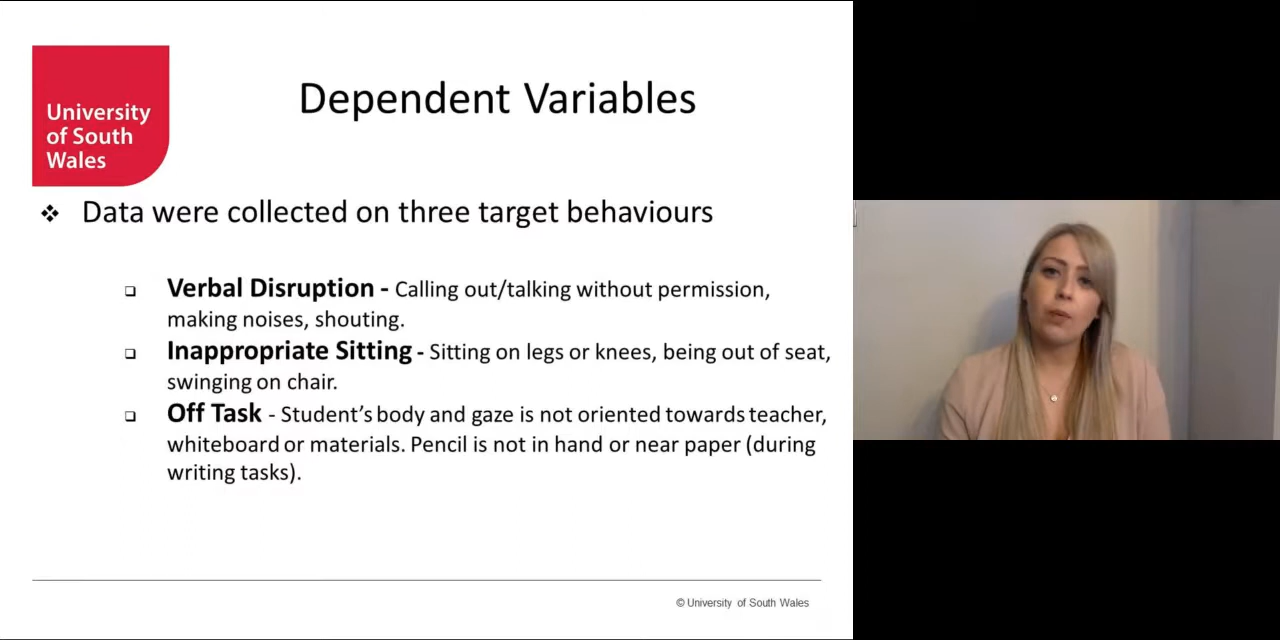 University
of South
Wales
Dependent Variables
Data were collected on three target behaviours
Verbal Disruption - Calling out/talking without permission,
making noises, shouting.
Inappropriate Sitting - Sitting on legs or knees, being out of seat,
swinging on chair.
Off Task - Student’s body and gaze is not oriented towards teacher,
whiteboard or materials. Pencil is not in hand or near paper (during
writing tasks).
© University of South Wales